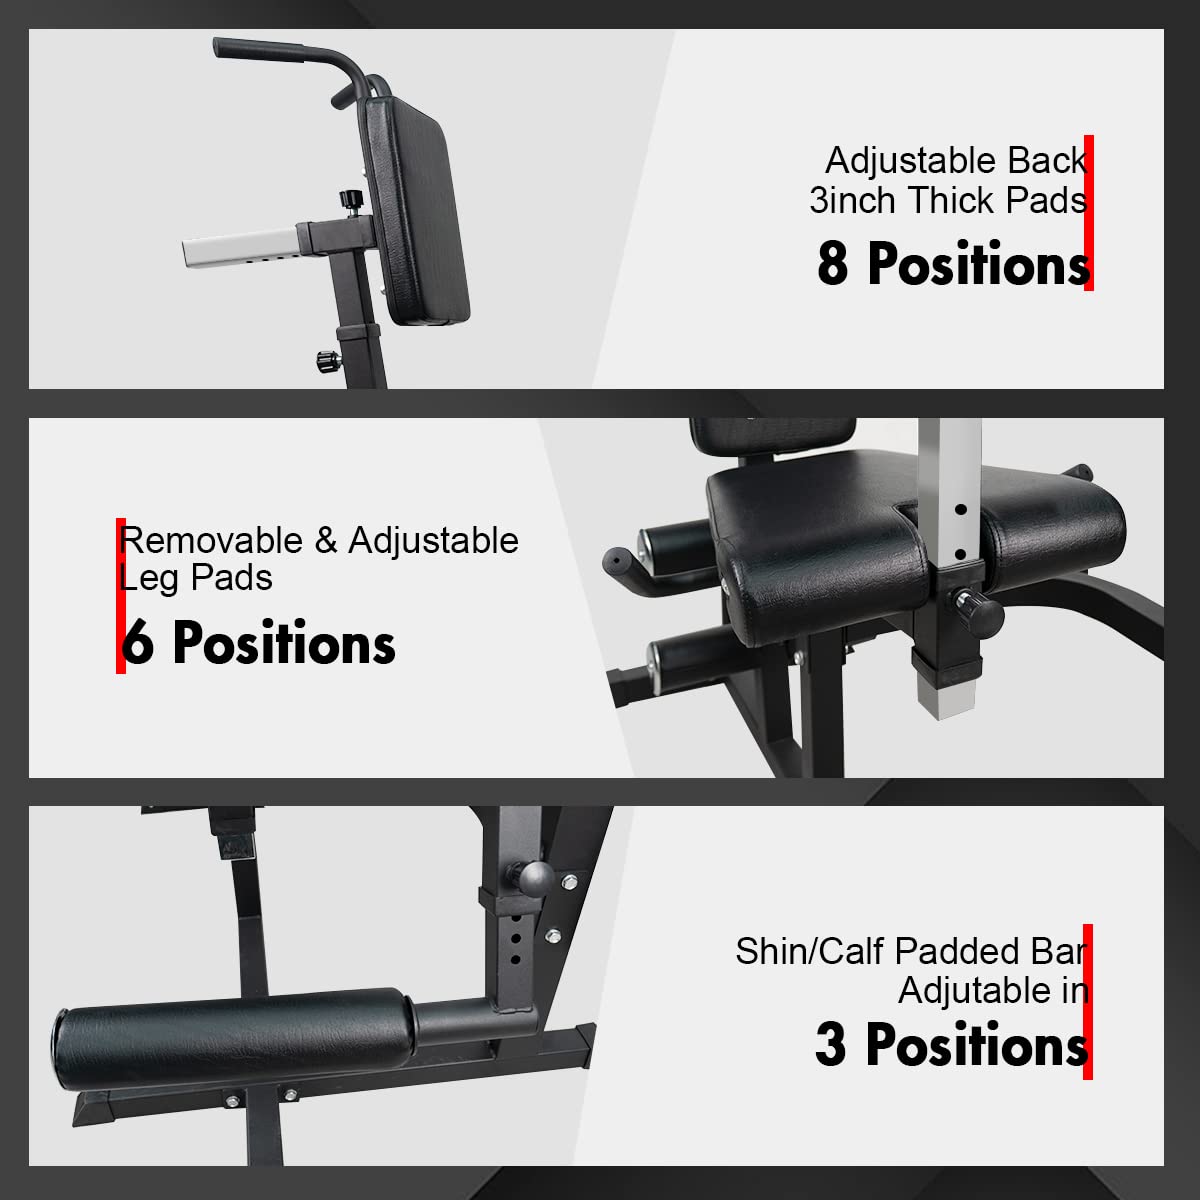 Adjustable Back
3inch Thick Pads
8 Positions
Removable & Adjustable
Leg Pads
6 Positions
Shin/Calf Padded Bar
Adjutable in
3 Positions